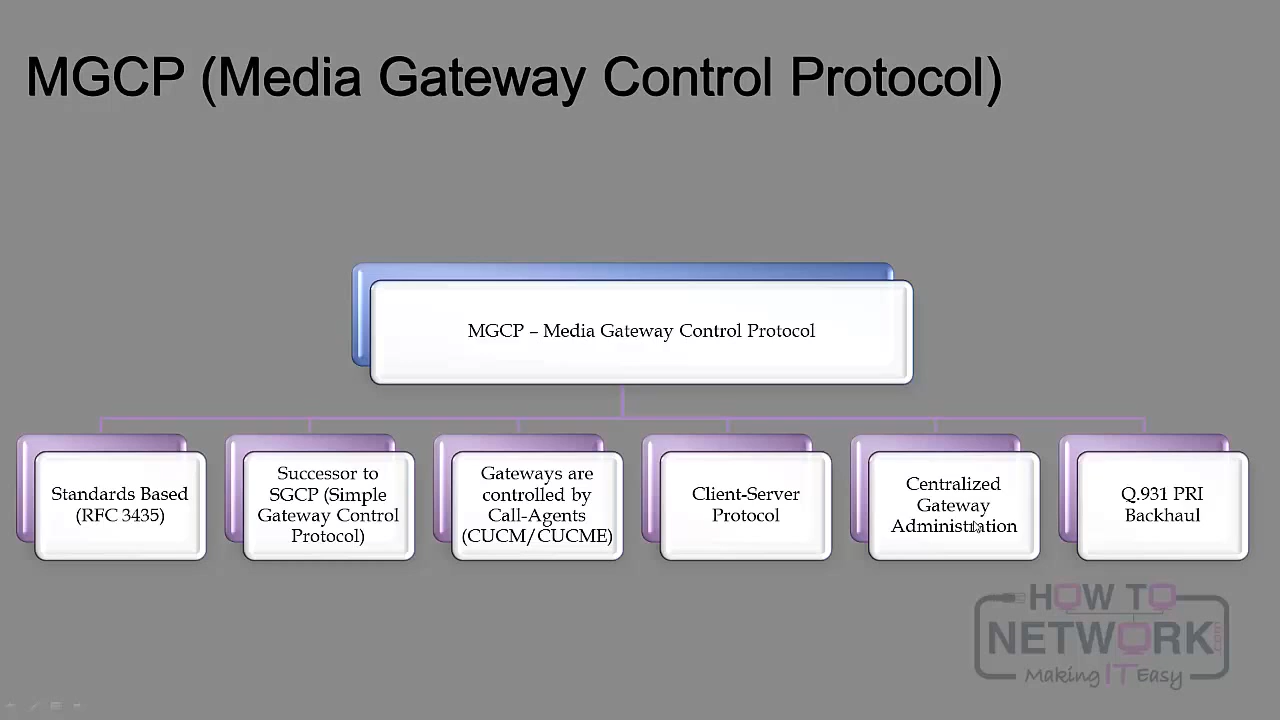 MGCP (Media Gateway Control Protocol)
MGCP – Media Gateway Control Protocol
Standards Based
(RFC 3435)
Successor to
SGCP (Simple
Gateway Control
Protocol)
Gateways are
controlled by
Call-Agents
(CUCM/CUCME)
Client-Server
Protocol
Centralized
Gateway
Administration
Q.931 PRI
Backhaul
HOW TO
NETWORK
.com
Making IT Easy